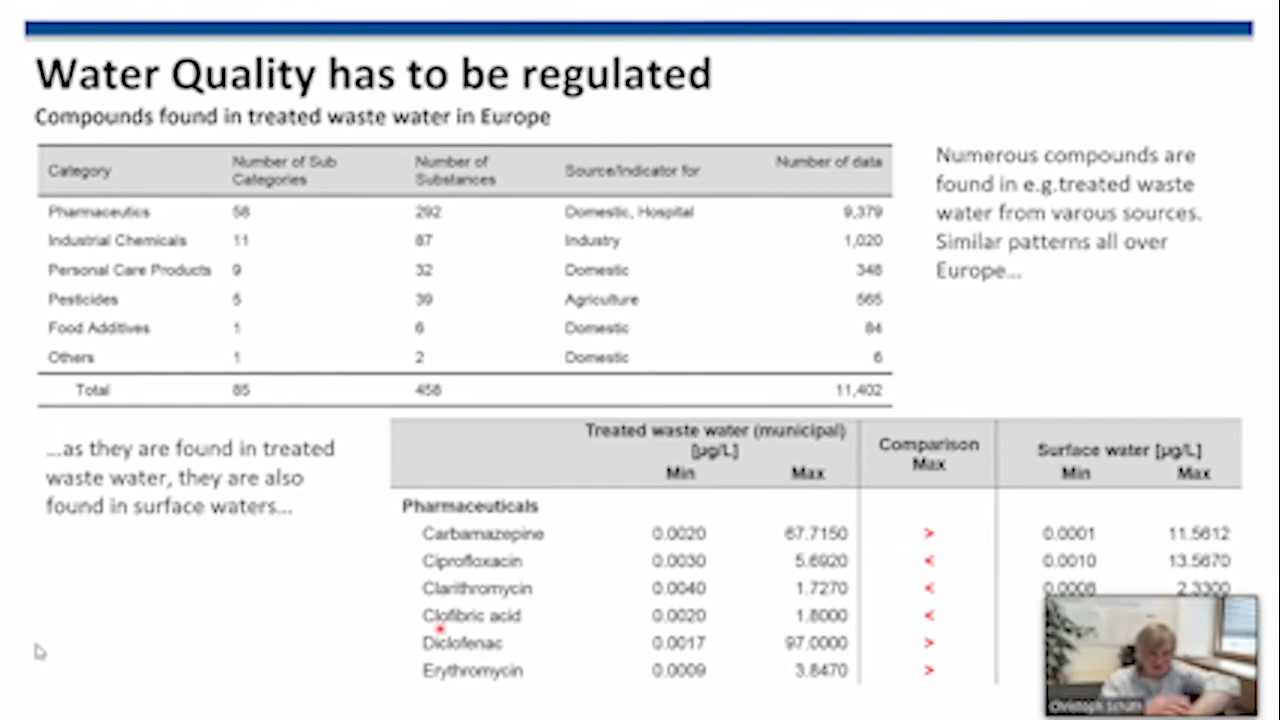 Water Quality has to be regulated
Compounds found in treated waste water in Europe
Category Number of Sub Categories Number of Substances Source/Indicator for Number of data
Pharmaceutics 58 292 Domestic, Hospital 9,379
Industrial Chemicals 11 87 Industry 1,020
Personal Care Products 9 32 Domestic 348
Pesticides 5 39 Agriculture 565
Food Additives 1 6 Domestic 84
Others 1 2 Domestic 6
Total 85 458 11,402
Numerous compounds are
found in e.g.treated waste
water from varous sources.
Similar patterns all over
Europe...
...as they are found in treated
waste water, they are also
found in surface waters...
Treated waste water (municipal) [µg/L] Comparison Max Surface water [µg/L]
Min Max Min Max
Pharmaceuticals
Carbamazepine 0.0020 67.7150 > 0.0001 11.5612
Ciprofloxacin 0.0030 5.6920 < 0.0010 13.5670
Clarithromycin 0.0040 1.7270 < 0.0008 2.3300
Clofibric acid 0.0020 1.8000 <
Diclofenac 0.0017 97.0000 >
Erythromycin 0.0009 3.8470 >
Christoph